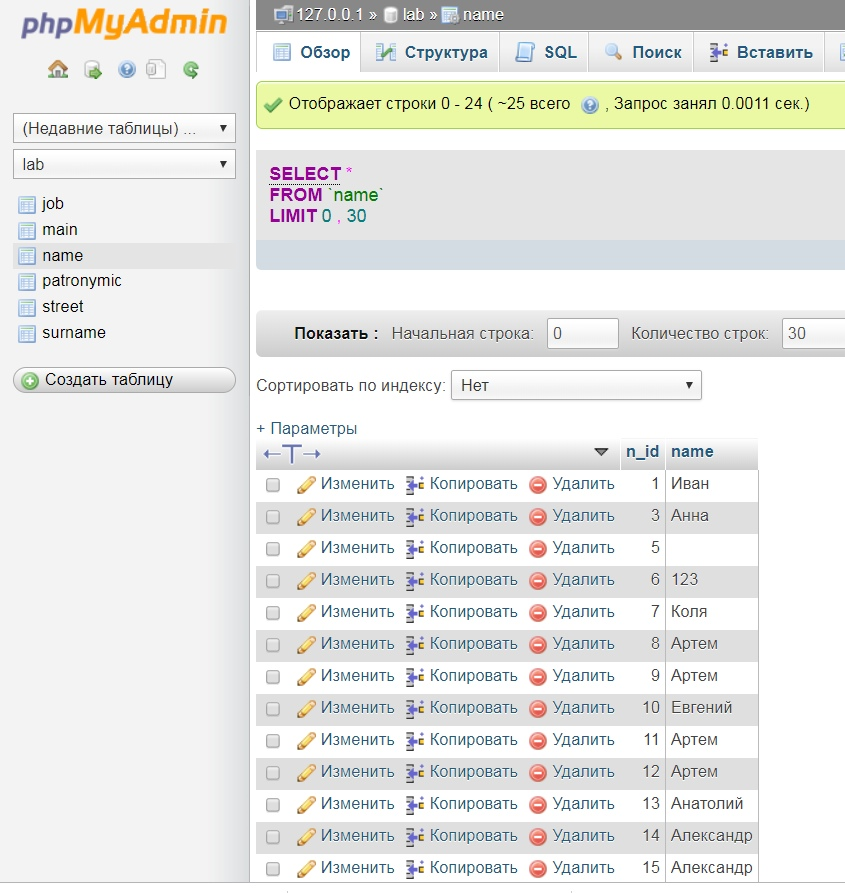 phpMyAdmin
(Недавние таблицы) ...
lab
job
main
name
patronymic
street
surname
Создать таблицу
127.0.0.1 » lab » name
Обзор Структура SQL Поиск Вставить
Отображает строки 0 - 24 ( ~25 всего , Запрос занял 0.0011 сек.)
SELECT *
FROM `name`
LIMIT 0 , 30
Показать : Начальная строка: 0 Количество строк: 30
Сортировать по индексу: Нет
+ Параметры
←T→ n_id name
Изменить Копировать Удалить 1 Иван
Изменить Копировать Удалить 3 Анна
Изменить Копировать Удалить 5
Изменить Копировать Удалить 6 123
Изменить Копировать Удалить 7 Коля
Изменить Копировать Удалить 8 Артем
Изменить Копировать Удалить 9 Артем
Изменить Копировать Удалить 10 Евгений
Изменить Копировать Удалить 11 Артем
Изменить Копировать Удалить 12 Артем
Изменить Копировать Удалить 13 Анатолий
Изменить Копировать Удалить 14 Александр
Изменить Копировать Удалить 15 Александр